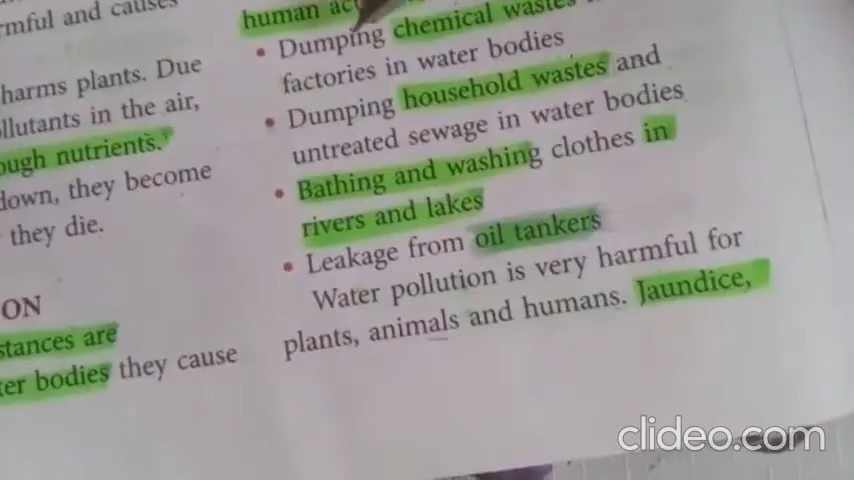 rmful and causes
harms plants. Due
llutants in the air,
ough nutrients.
down, they become
they die.
ON
stances are
ter bodies they cause
human
• Dumping chemical wastes
factories in water bodies
• Dumping household wastes and
untreated sewage in water bodies
• Bathing and washing clothes in
rivers and lakes
• Leakage from oil tankers
Water pollution is very harmful for
plants, animals and humans. Jaundice,
clideo.com